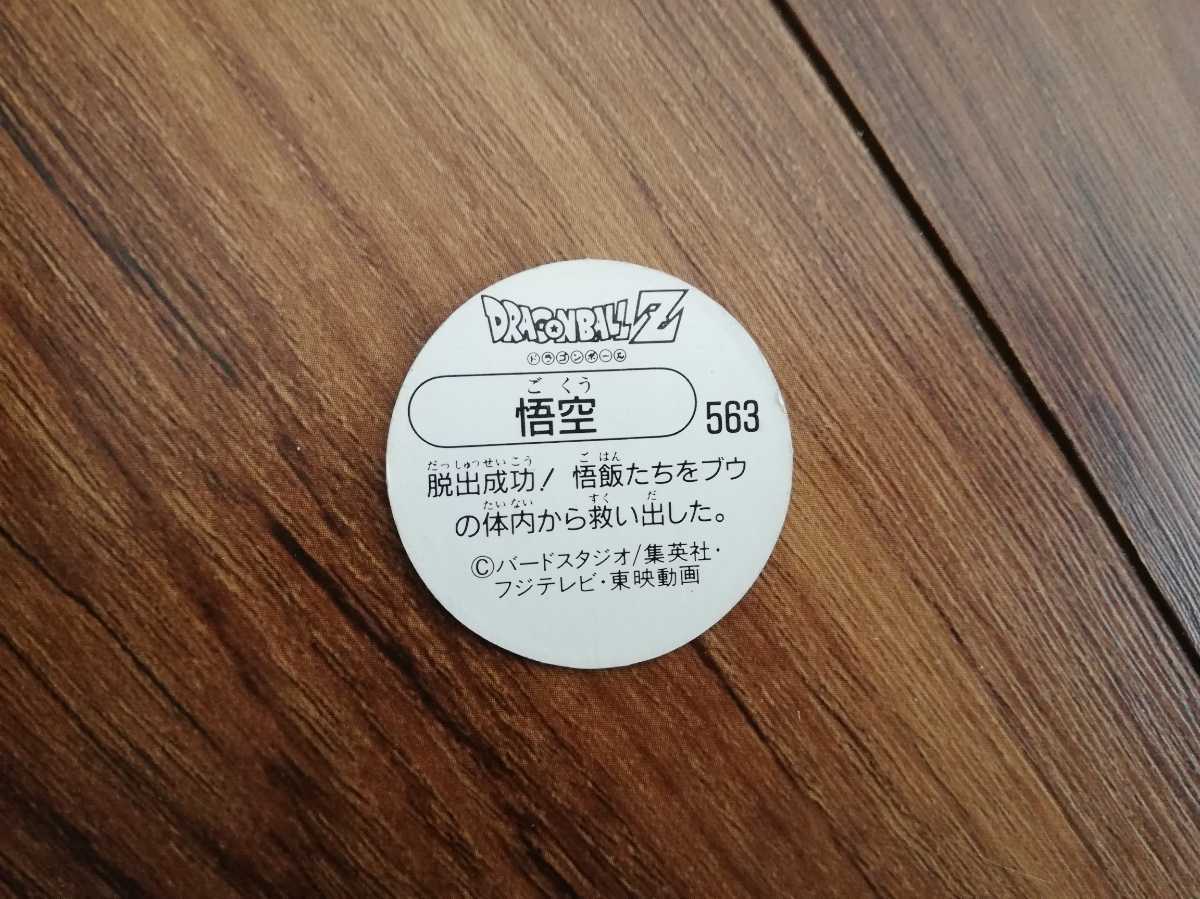 DRAGONBALL Z
ドラゴンボール
ごくう
悟空
563
だっしゅつせいこう ごはん
脱出成功! 悟飯たちをブウ
たいない すく だ
の体内から救い出した。
©バードスタジオ/集英社・
フジテレビ・東映動画